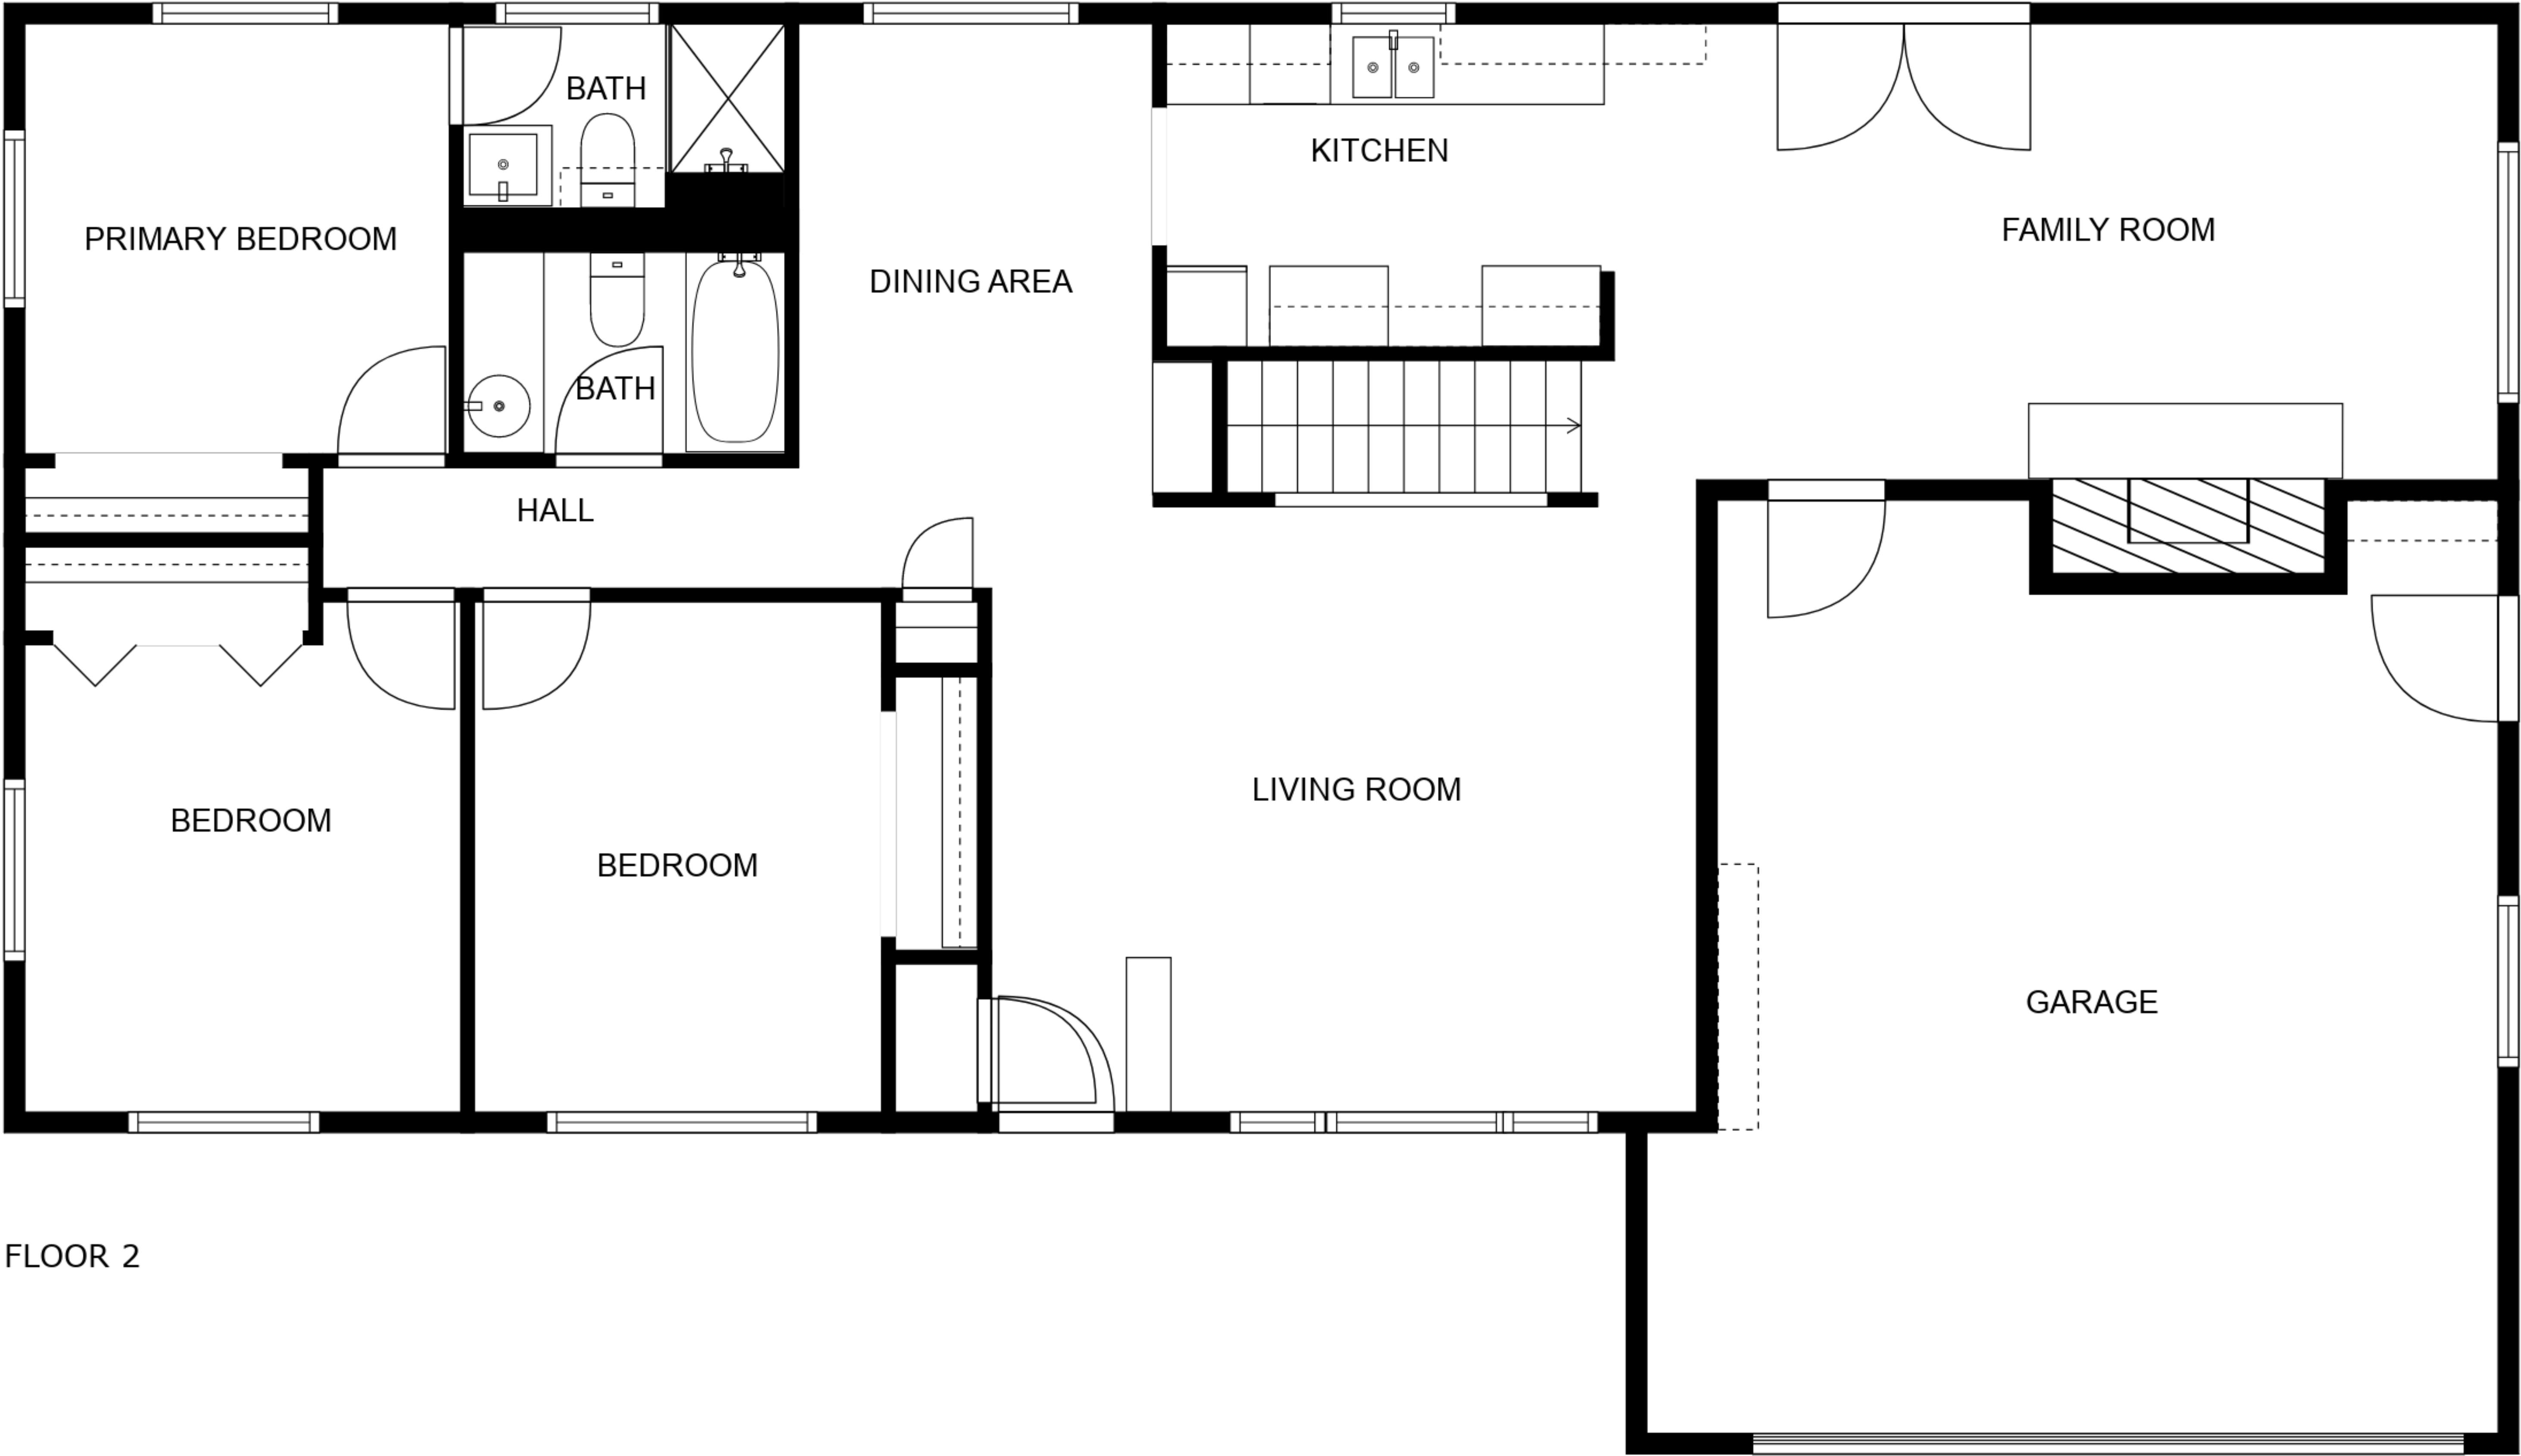 BATH
KITCHEN
FAMILY ROOM
PRIMARY BEDROOM
DINING AREA
BATH
HALL
LIVING ROOM
BEDROOM
BEDROOM
GARAGE
FLOOR 2